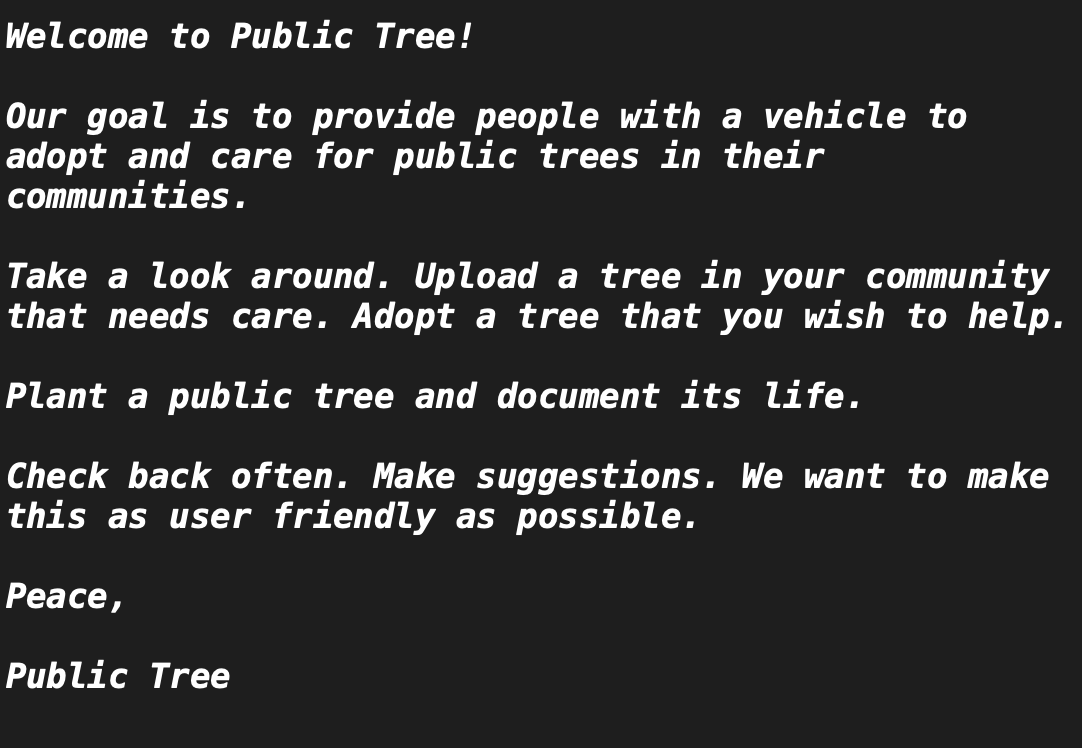 Welcome to Public Tree!
Our goal is to provide people with a vehicle to
adopt and care for public trees in their
communities.
Take a look around. Upload a tree in your community
that needs care. Adopt a tree that you wish to help.
Plant a public tree and document its life.
Check back often. Make suggestions. We want to make
this as user friendly as possible.
Peace,
Public Tree